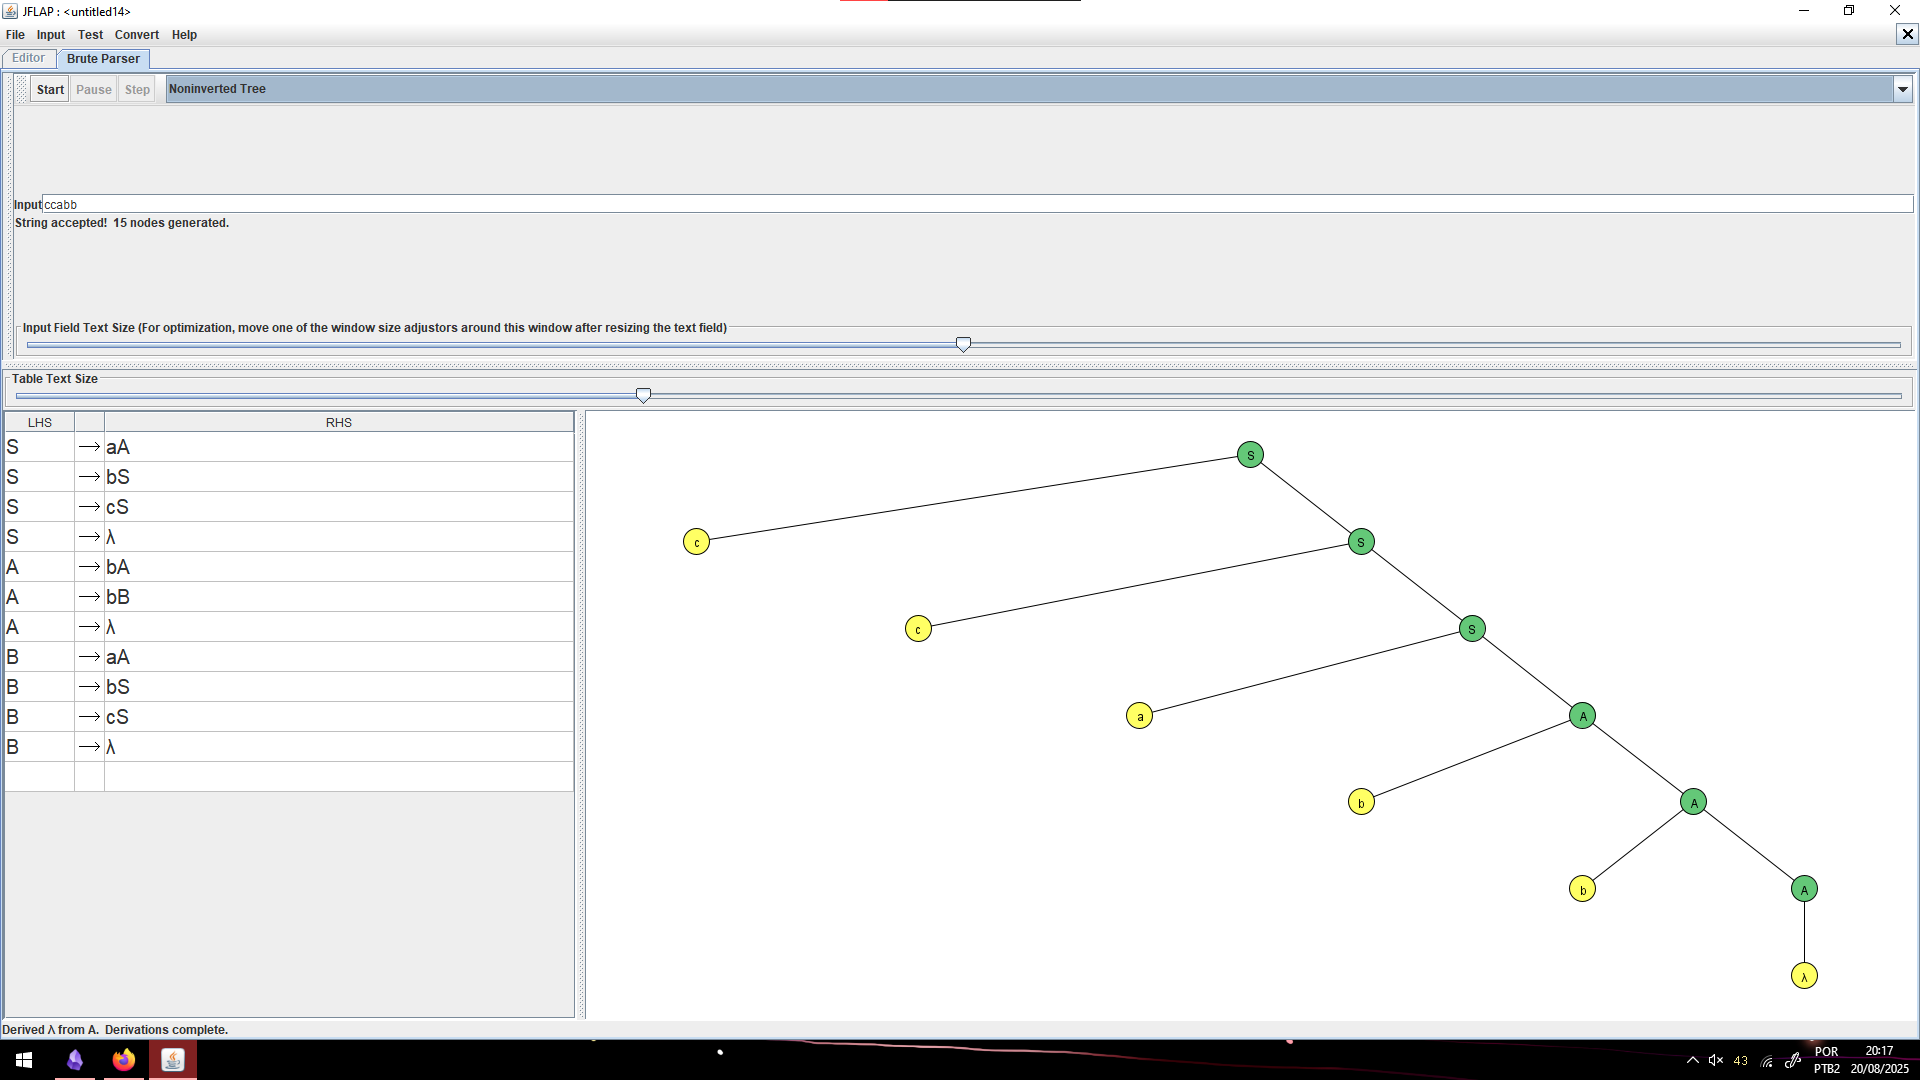 JFLAP : <untitled14>
File Input Test Convert Help
Editor Brute Parser
Start Pause Step Noninverted Tree
Input ccabb
String accepted! 15 nodes generated.
Input Field Text Size (For optimization, move one of the window size adjustors around this window after resizing the text field)
Table Text Size
LHS RHS
S → aA
S → bS
S → cS
S → λ
A → bA
A → bB
A → λ
B → aA
B → bS
B → cS
B → λ
S
c S
c S
a A
b A
b A
λ
Derived λ from A. Derivations complete.
43 POR 20:17
PTB2 20/08/2025